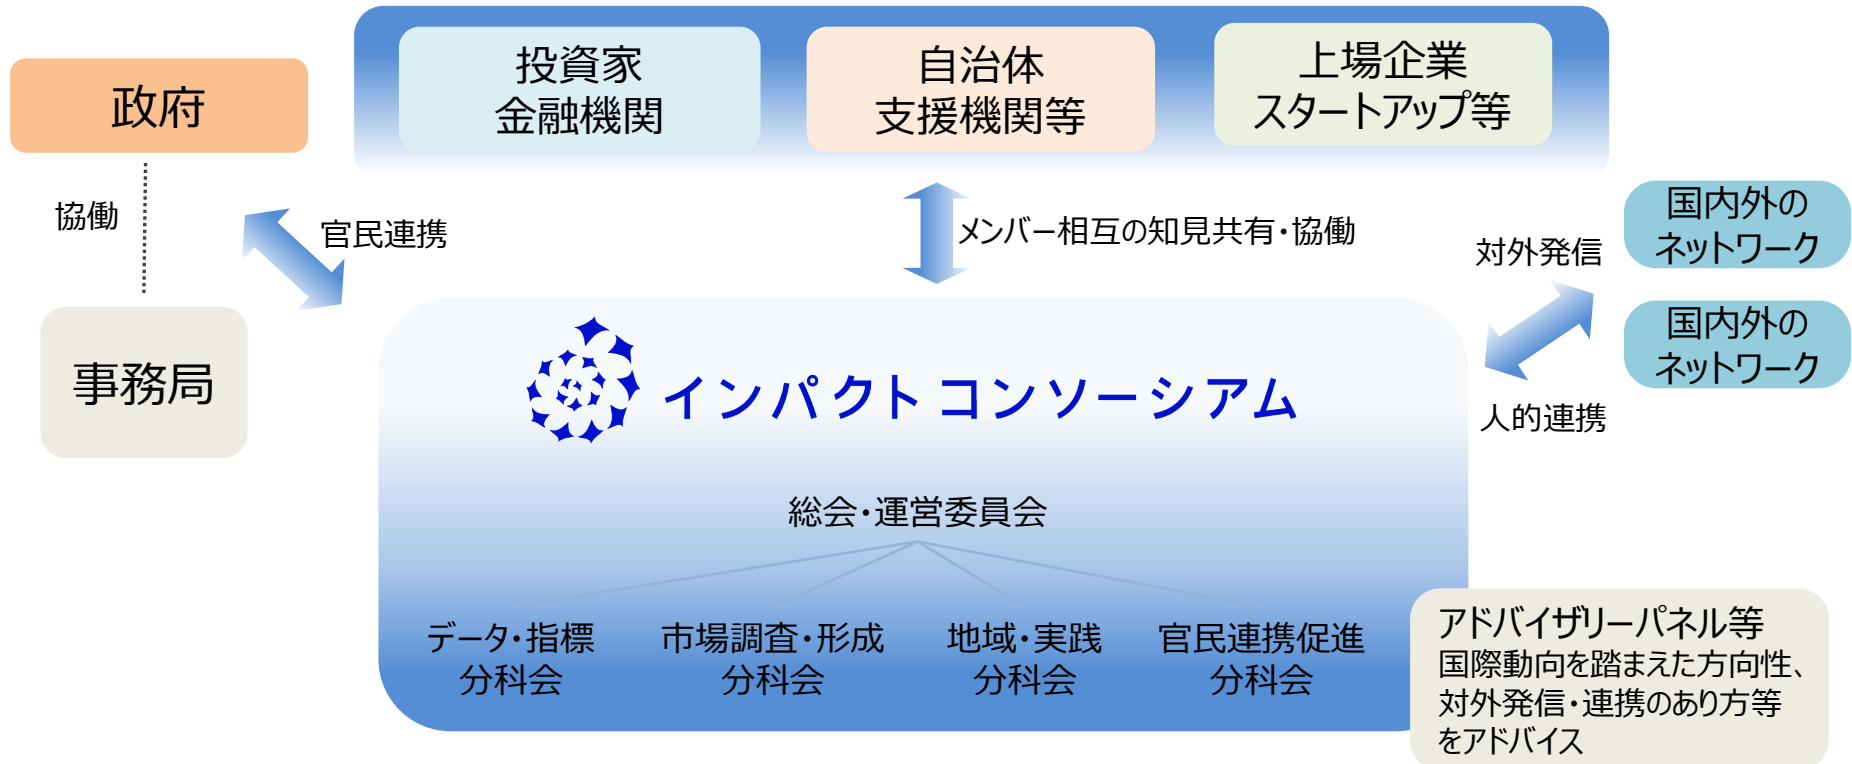 投資家
金融機関
自治体
支援機関等
上場企業
スタートアップ等
政府
協働
官民連携
メンバー相互の知見共有・協働
対外発信
国内外の
ネットワーク
国内外の
ネットワーク
人的連携
事務局
インパクトコンソーシアム
総会・運営委員会
データ・指標
分科会
市場調査・形成
分科会
地域・実践
分科会
官民連携促進
分科会
アドバイザリーパネル等
国際動向を踏まえた方向性、
対外発信・連携のあり方等
をアドバイス